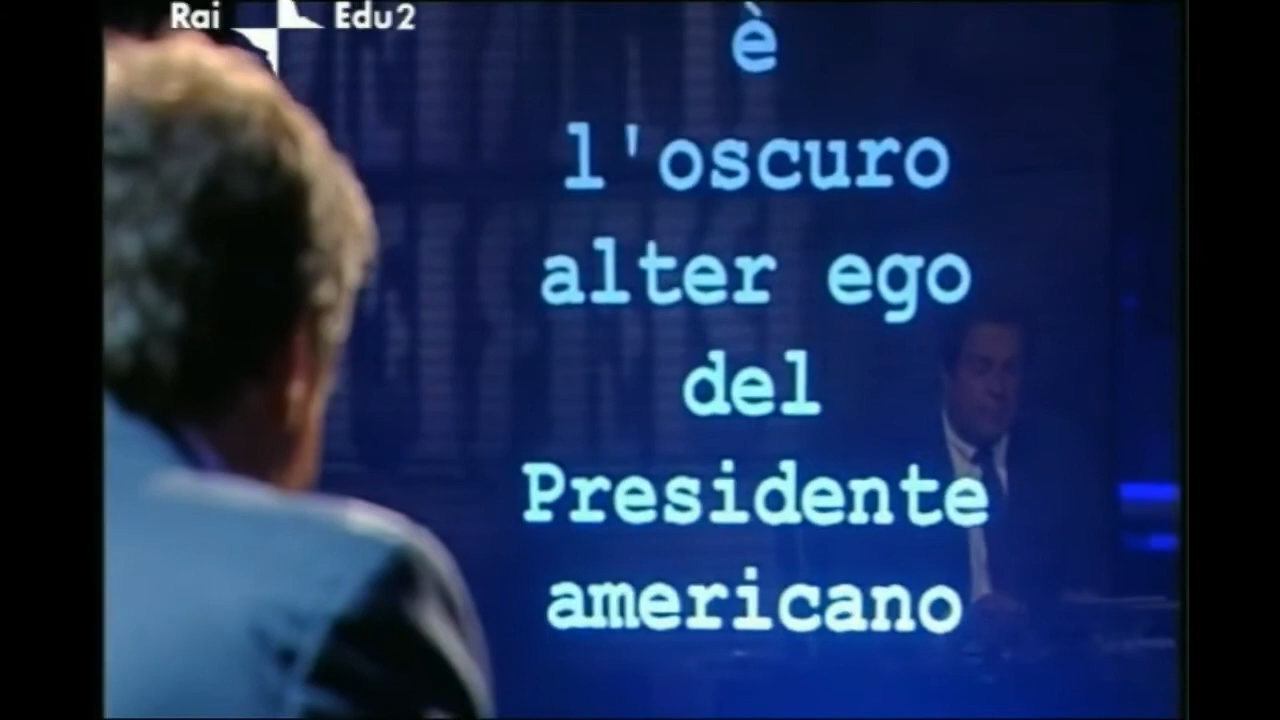 Rai Edu2
è
l'oscuro
alter ego
del
Presidente
americano